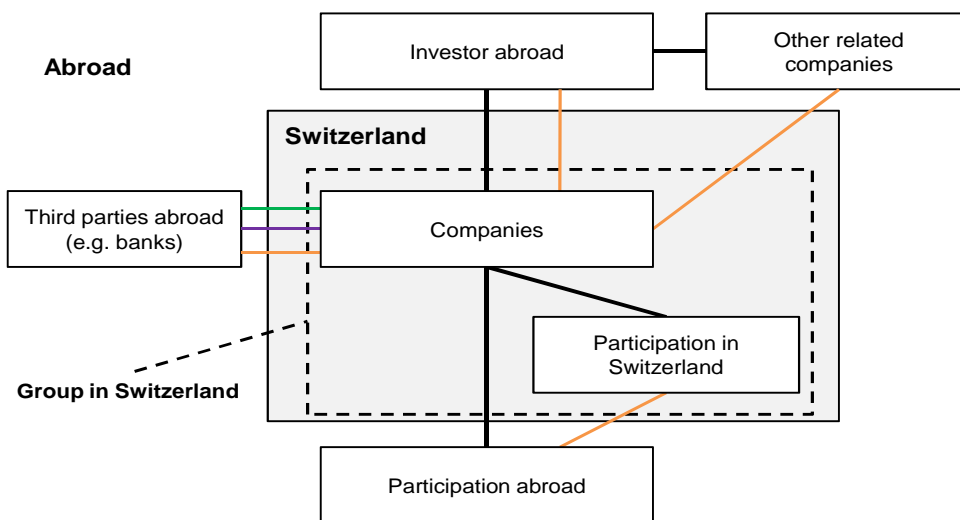 Investor abroad
Other related
companies
Abroad
Switzerland
Third parties abroad
(e.g. banks)
Companies
Participation in
Switzerland
Group in Switzerland
Participation abroad